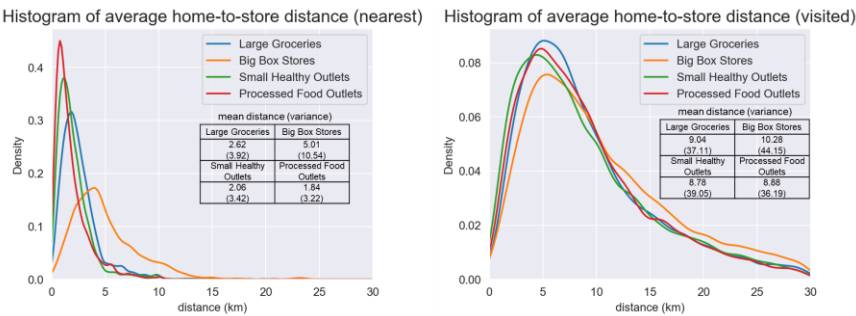 Histogram of average home-to-store distance (nearest)
Large Groceries
Big Box Stores
Small Healthy Outlets
Processed Food Outlets
mean distance (variance)
Large Groceries Big Box Stores
2.62 5.01
(3.92) (10.54)
Small Healthy Processed Food
Outlets Outlets
2.06 1.84
(3.42) (3.22)
Density
0.4
0.3
0.2
0.1
0.0
0 5 10 15 20 25 30
distance (km)
Histogram of average home-to-store distance (visited)
Large Groceries
Big Box Stores
Small Healthy Outlets
Processed Food Outlets
mean distance (variance)
Large Groceries Big Box Stores
9.04 10.28
(37.11) (44.15)
Small Healthy Processed Food
Outlets Outlets
8.78 8.88
(39.05) (36.19)
Density
0.08
0.06
0.04
0.02
0.00
0 5 10 15 20 25 30
distance (km)